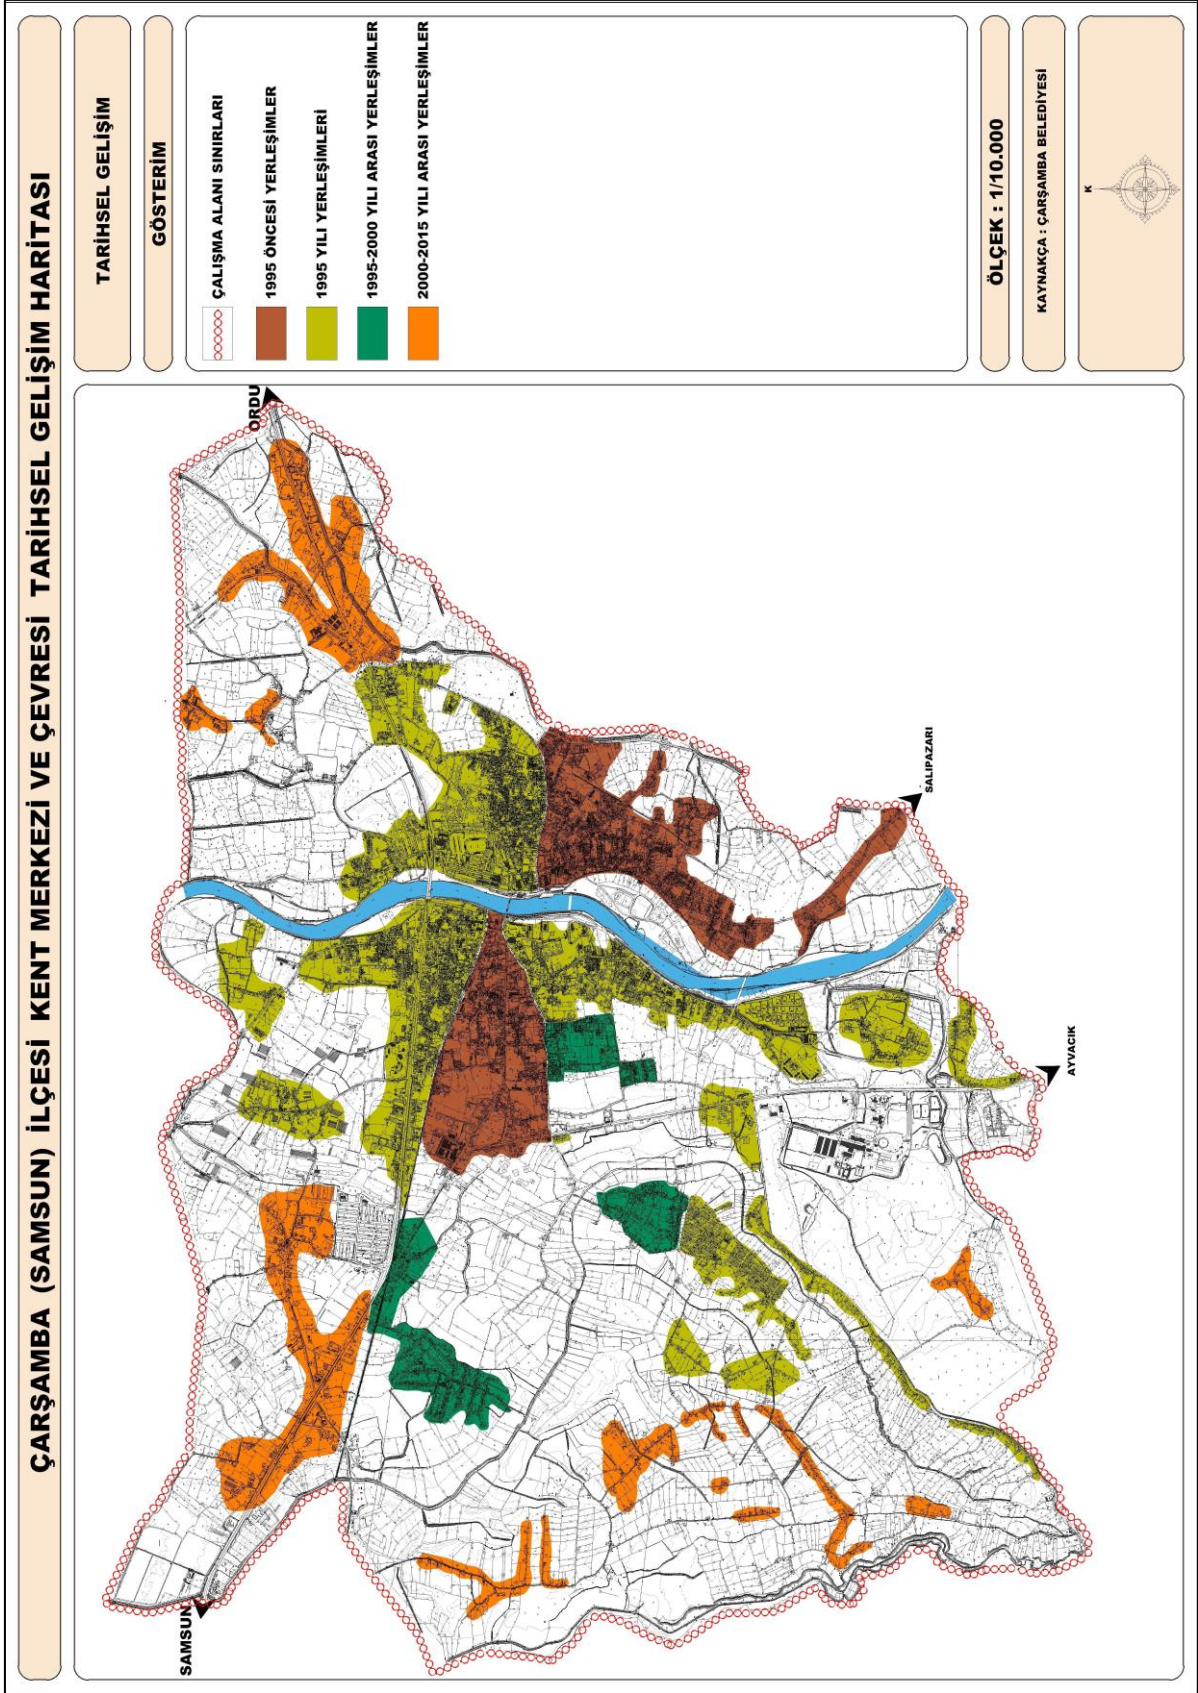 ÇARŞAMBA (SAMSUN) İLÇESİ KENT MERKEZİ VE ÇEVRESİ TARİHSEL GELİŞİM HARİTASI
TARİHSEL GELİŞİM
GÖSTERİM
ÇALIŞMA ALANI SINIRLARI
1995 ÖNCESİ YERLEŞİMLER
1995 YILI YERLEŞİMLERİ
1995-2000 YILI ARASI YERLEŞİMLER
2000-2015 YILI ARASI YERLEŞİMLER
ÖLÇEK : 1/10.000
KAYNAKÇA : ÇARŞAMBA BELEDİYESİ
K
SAMSUN
ORDU
SALIPAZARI
AYVACIK